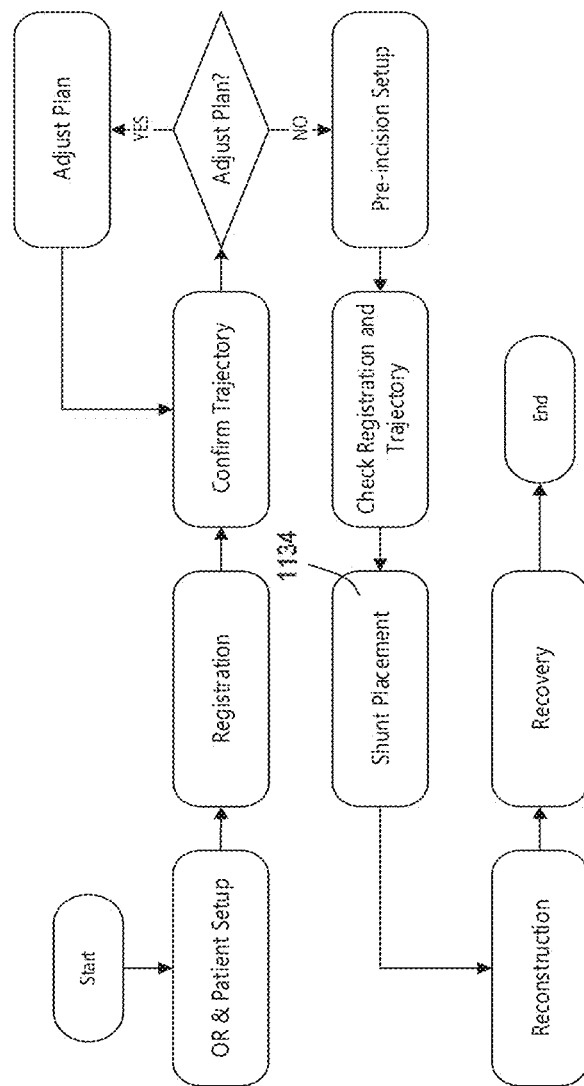 Start
OR & Patient Setup
Registration
Confirm Trajectory
Adjust Plan?
YES
Adjust Plan
NO
Pre-incision Setup
Check Registration and
Trajectory
1134
Shunt Placement
Reconstruction
Recovery
End